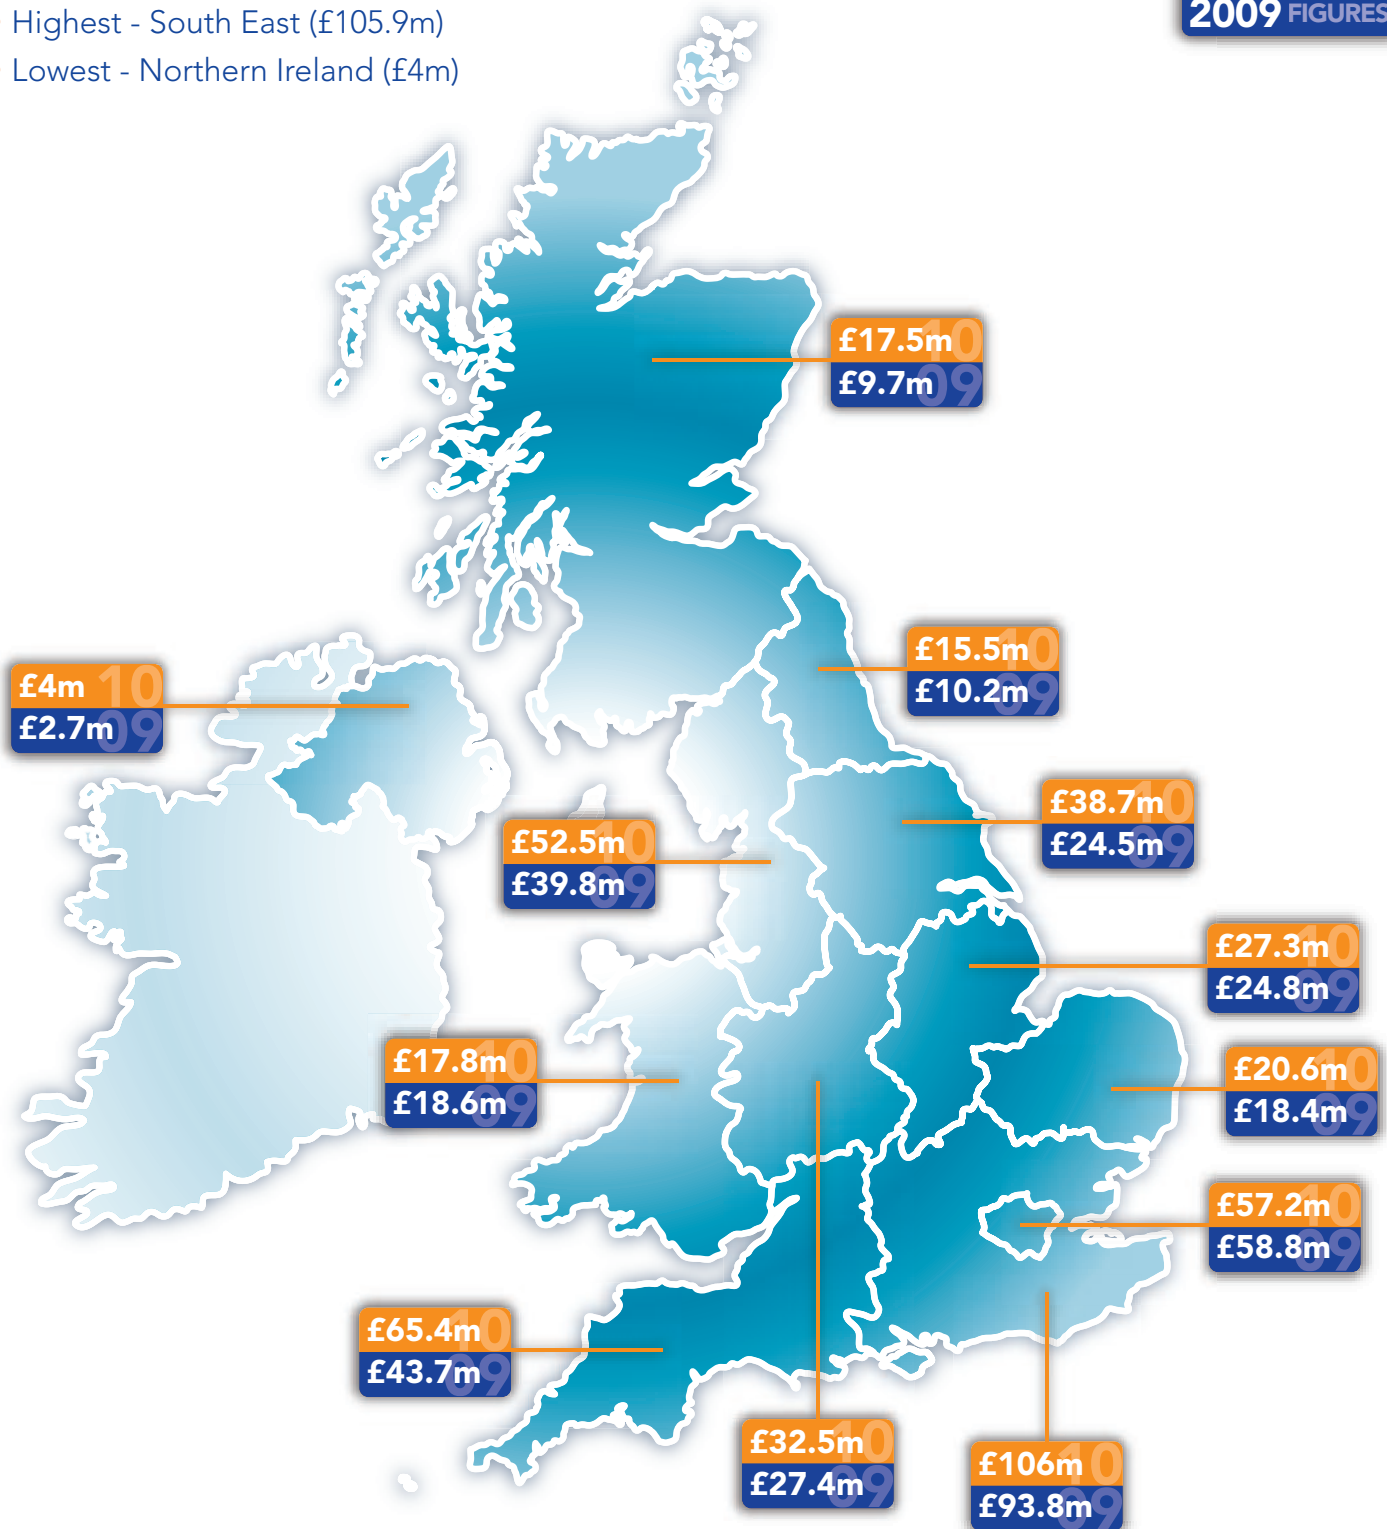 Highest - South East (£105.9m)
2009 FIGURES
Lowest - Northern Ireland (£4m)
£17.5m 10
£9.7m 09
£15.5m 10
£10.2m 09
£4m 10
£2.7m 09
£38.7m 10
£24.5m 09
£52.5m 10
£39.8m 09
£27.3m 10
£24.8m 09
£17.8m 10
£18.6m 09
£20.6m 10
£18.4m 09
£57.2m 10
£58.8m 09
£65.4m 10
£43.7m 09
£32.5m 10
£27.4m 09
£106m 10
£93.8m 09